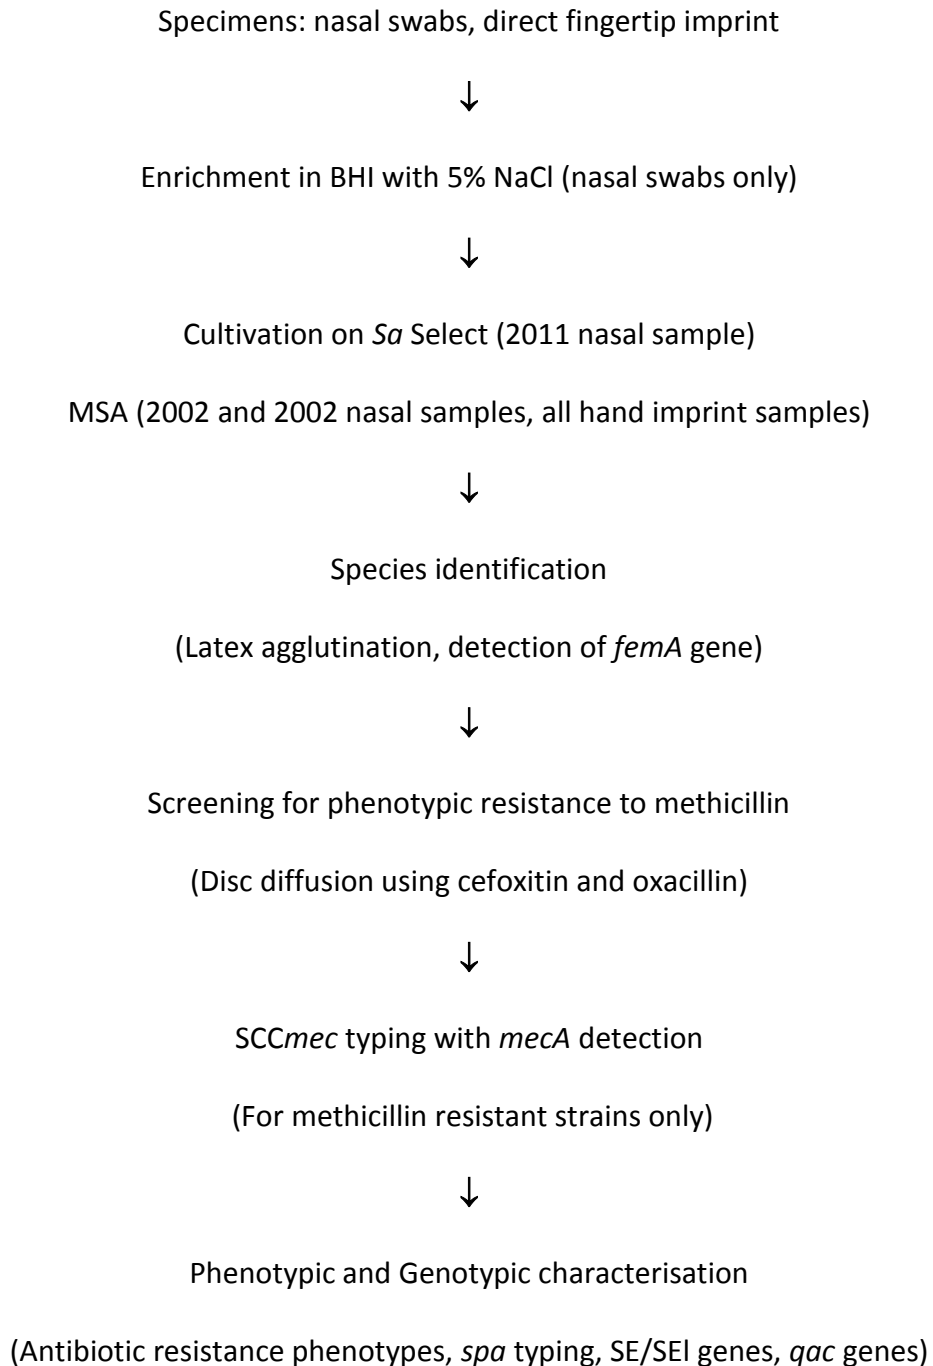 Specimens: nasal swabs, direct fingertip imprint
↓
Enrichment in BHI with 5% NaCl (nasal swabs only)
↓
Cultivation on Sa Select (2011 nasal sample)
MSA (2002 and 2002 nasal samples, all hand imprint samples)
↓
Species identification
(Latex agglutination, detection of femA gene)
↓
Screening for phenotypic resistance to methicillin
(Disc diffusion using cefoxitin and oxacillin)
↓
SCCmec typing with mecA detection
(For methicillin resistant strains only)
↓
Phenotypic and Genotypic characterisation
(Antibiotic resistance phenotypes, spa typing, SE/SEl genes, qac genes)